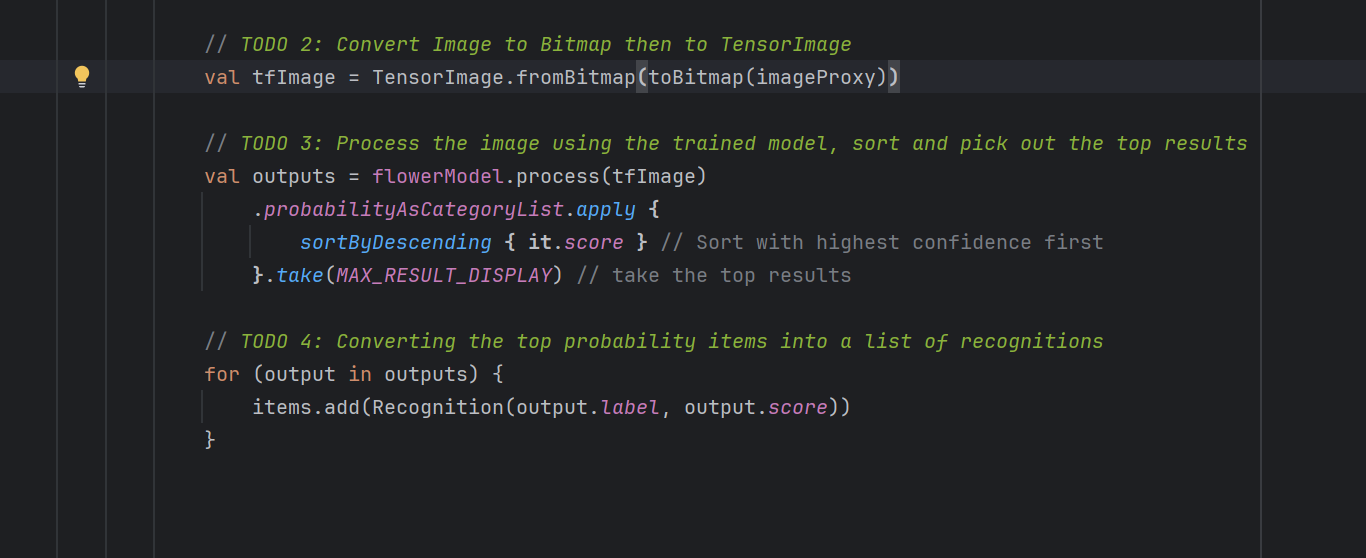 // TODO 2: Convert Image to Bitmap then to TensorImage
val tfImage = TensorImage.fromBitmap(toBitmap(imageProxy))
// TODO 3: Process the image using the trained model, sort and pick out the top results
val outputs = flowerModel.process(tfImage)
.probabilityAsCategoryList.apply {
sortByDescending { it.score } // Sort with highest confidence first
}.take(MAX_RESULT_DISPLAY) // take the top results
// TODO 4: Converting the top probability items into a list of recognitions
for (output in outputs) {
items.add(Recognition(output.label, output.score))
}